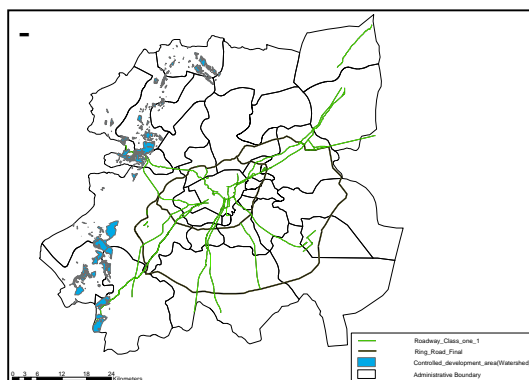 Roadway_Class_one_1
Ring_Road_Final
Controlled_development_area(Watershed
Administrative Boundary
0 3 6 12 18 24
Kilometers